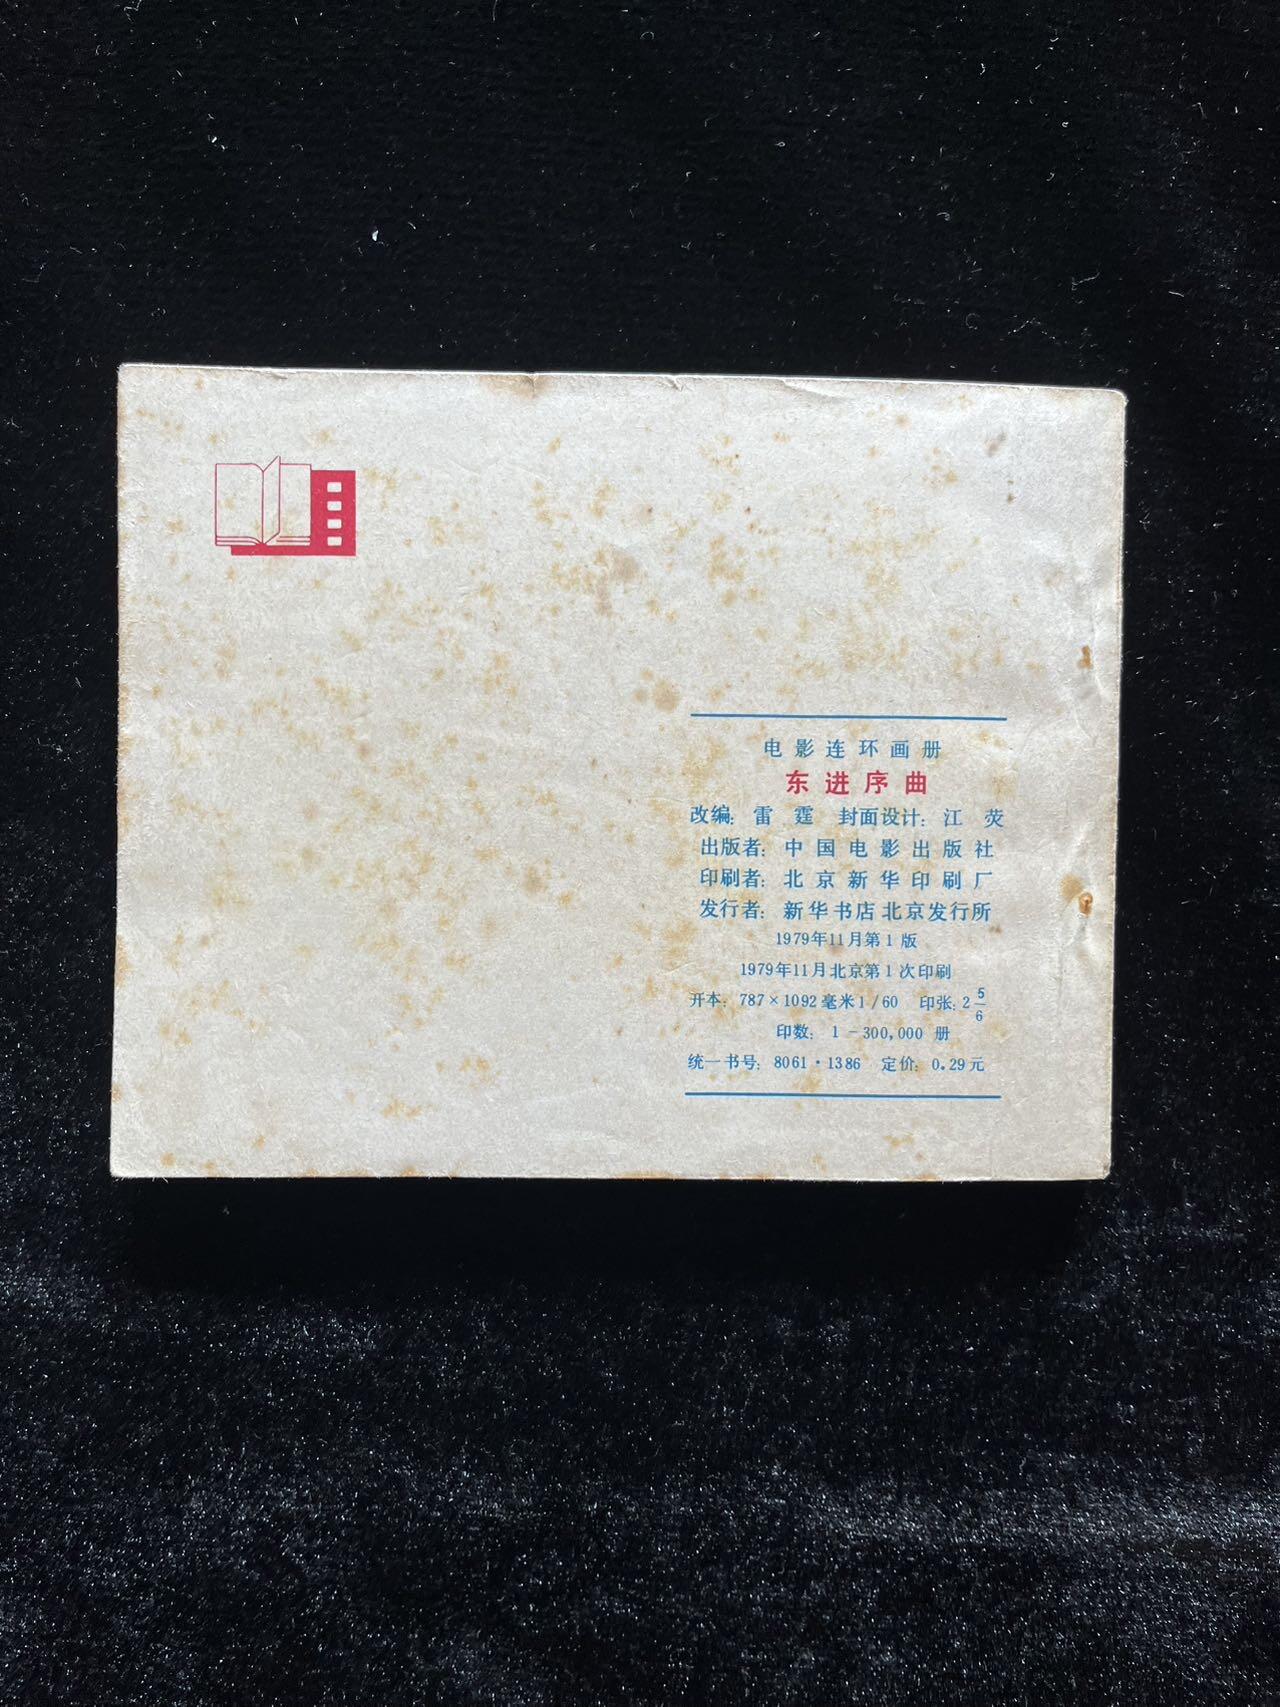 电影连环画册
东进序曲
改编：雷霆 封面设计：江荧
出版者：中国电影出版社
印刷者：北京新华印刷厂
发行者：新华书店北京发行所
1979年11月第1版
1979年11月北京第1次印刷
开本：787×1092毫米1/60 印张：2 5/6
印数：1－300,000 册
统一书号：8061·1386 定价：0.29元